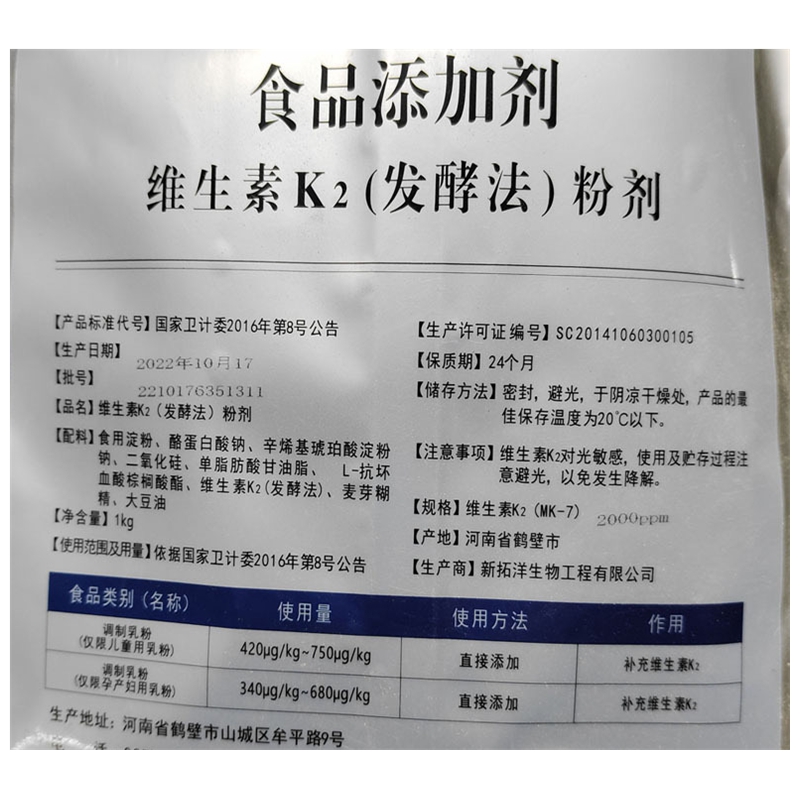 食品添加剂
维生素K2(发酵法)粉剂
【产品标准代号】国家卫计委2016年第8号公告
【生产日期】 2022年10月17
【批号】 2210176351311
【品名】维生素K2(发酵法)粉剂
【配料】食用淀粉、酪蛋白酸钠、辛烯基琥珀酸淀粉
钠、二氧化硅、单脂肪酸甘油脂、 L-抗坏
血酸棕榈酸酯、维生素K2(发酵法)、麦芽糊
精、大豆油
【净含量】1kg
【使用范围及用量】依据国家卫计委2016年第8号公告
【生产许可证编号】SC20141060300105
【保质期】24个月
【储存方法】密封，避光，于阴凉干燥处，产品的最
佳保存温度为20℃以下。
【注意事项】维生素K2对光敏感，使用及贮存过程注
意避光，以免发生降解。
【规格】维生素K2(MK-7) 2000ppm
【产地】河南省鹤壁市
【生产商】新拓洋生物工程有限公司
食品类别(名称) 使用量 使用方法 作用
调制乳粉
(仅限儿童用乳粉) 420μg/kg~750μg/kg 直接添加 补充维生素K2
调制乳粉
(仅限孕产妇用乳粉) 340μg/kg~680μg/kg 直接添加 补充维生素K2
生产地址：河南省鹤壁市山城区牟平路9号